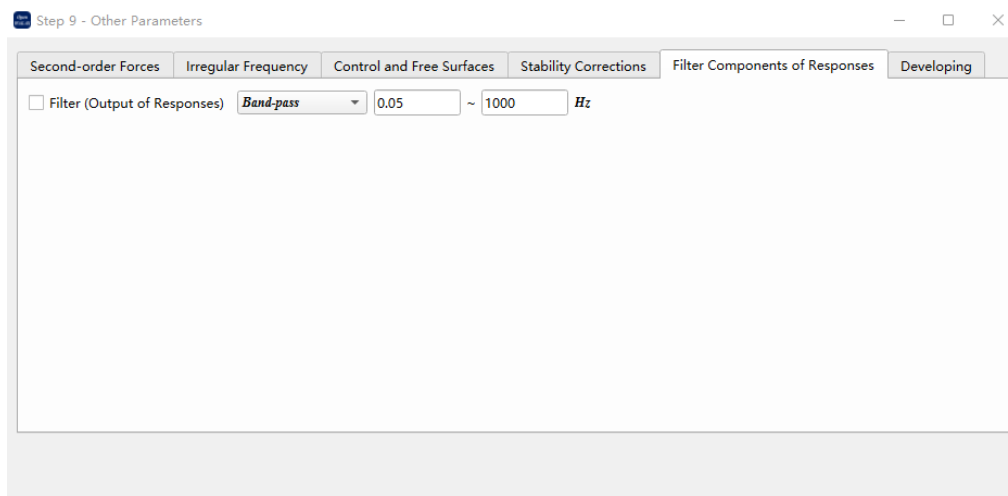 Step 9 - Other Parameters
Second-order Forces Irregular Frequency Control and Free Surfaces Stability Corrections Filter Components of Responses Developing
Filter (Output of Responses) Band-pass 0.05 ~ 1000 Hz